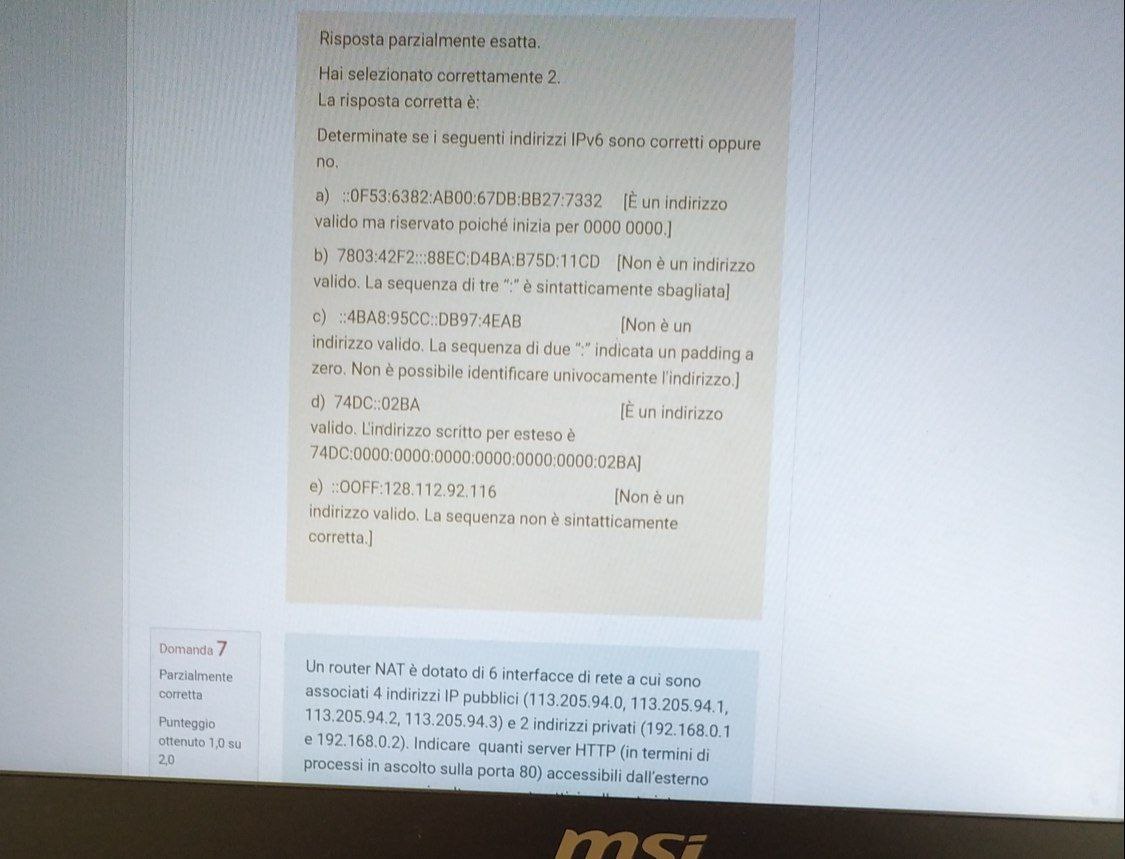 Risposta parzialmente esatta.
Hai selezionato correttamente 2.
La risposta corretta è:
Determinate se i seguenti indirizzi IPv6 sono corretti oppure
no.
a) ::0F53:6382:AB00:67DB:BB27:7332 [È un indirizzo
valido ma riservato poiché inizia per 0000 0000.]
b) 7803:42F2:::88EC:D4BA:B75D:11CD [Non è un indirizzo
valido. La sequenza di tre ":" è sintatticamente sbagliata]
c) ::4BA8:95CC::DB97:4EAB [Non è un
indirizzo valido. La sequenza di due ":" indicata un padding a
zero. Non è possibile identificare univocamente l'indirizzo.]
d) 74DC::02BA [È un indirizzo
valido. L'indirizzo scritto per esteso è
74DC:0000:0000:0000:0000:0000:0000:02BA]
e) ::OOFF:128.112.92.116 [Non è un
indirizzo valido. La sequenza non è sintatticamente
corretta.]
Domanda 7
Parzialmente
corretta
Punteggio
ottenuto 1,0 su
2,0
Un router NAT è dotato di 6 interfacce di rete a cui sono
associati 4 indirizzi IP pubblici (113.205.94.0, 113.205.94.1,
113.205.94.2, 113.205.94.3) e 2 indirizzi privati (192.168.0.1
e 192.168.0.2). Indicare quanti server HTTP (in termini di
processi in ascolto sulla porta 80) accessibili dall'esterno
msi